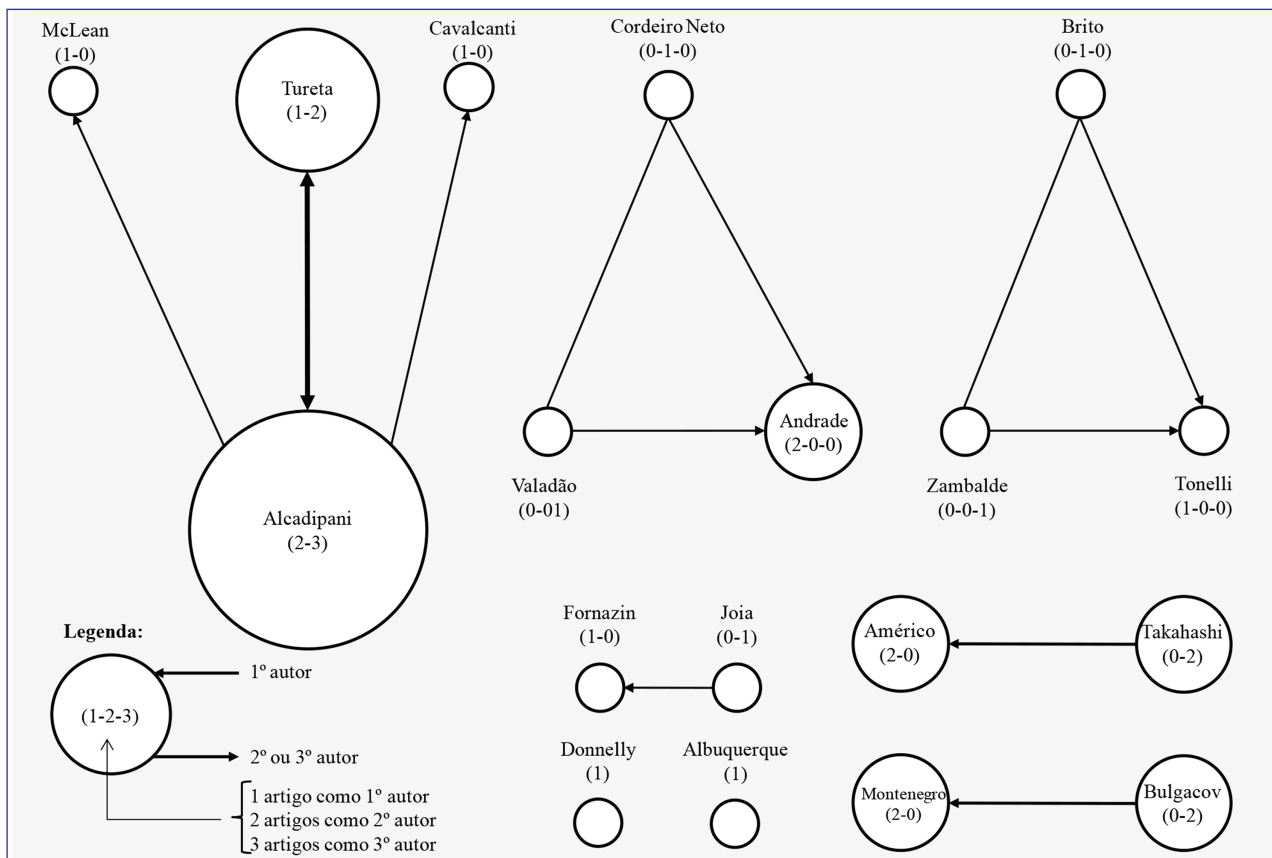 McLean
(1-0)
Tureta
(1-2)
Cavalcanti
(1-0)
Cordeiro Neto
(0-1-0)
Brito
(0-1-0)
Alcadipani
(2-3)
Valadão
(0-01)
Andrade
(2-0-0)
Zambalde
(0-0-1)
Tonelli
(1-0-0)
Legenda:
1º autor
(1-2-3)
2º ou 3º autor
1 artigo como 1º autor
2 artigos como 2º autor
3 artigos como 3º autor
Fornazin
(1-0)
Joia
(0-1)
Donnelly
(1)
Albuquerque
(1)
Américo
(2-0)
Takahashi
(0-2)
Montenegro
(2-0)
Bulgacov
(0-2)